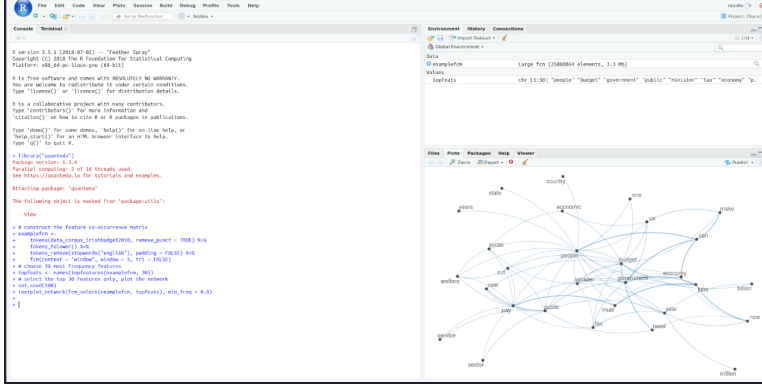 File Edit Code View Plots Session Build Debug Profile Tools Help
rstudio
Go to file/function
Addins
Project: (None)
Console Terminal
R version 3.5.1 (2018-07-02) -- "Feather Spray"
Copyright (C) 2018 The R Foundation for Statistical Computing
Platform: x86_64-pc-linux-gnu (64-bit)
R is free software and comes with ABSOLUTELY NO WARRANTY.
You are welcome to redistribute it under certain conditions.
Type 'license()' or 'licence()' for distribution details.
R is a collaborative project with many contributors.
Type 'contributors()' for more information and
'citation()' on how to cite R or R packages in publications.
Type 'demo()' for some demos, 'help()' for on-line help, or
'help.start()' for an HTML browser interface to help.
Type 'q()' to quit R.
> library("quanteda")
Package version: 1.3.4
Parallel computing: 2 of 16 threads used.
See https://quanteda.io for tutorials and examples.
Attaching package: 'quanteda'
The following object is masked from 'package:utils':
View
> # construct the feature co-occurrence matrix
> examplefcm <-
+ tokens(data_corpus_irishbudget2010, remove_punct = TRUE) %>%
+ tokens_tolower() %>%
+ tokens_remove(stopwords("english"), padding = FALSE) %>%
+ fcm(context = "window", window = 5, tri = FALSE)
> # choose 30 most frequency features
> topfeats <- names(topfeatures(examplefcm, 30))
> # select the top 30 features only, plot the network
> set.seed(100)
> textplot_network(fcm_select(examplefcm, topfeats), min_freq = 0.8)
>
>
Environment History Connections
Import Dataset
List
Global Environment
Data
examplefcm Large fcm (25000064 elements, 3.3 Mb)
Values
topfeats chr [1:30] "people" "budget" "government" "public" "minister" "tax" "economy" "p...
Files Plots Packages Help Viewer
Zoom Export Publish
country
state
one
years
economic
us
make
can
social
people
budget
cut
minister
government
economy
welfare
now
jobs
billion
pay
public
must
year
new
tax
need
service
sector
million